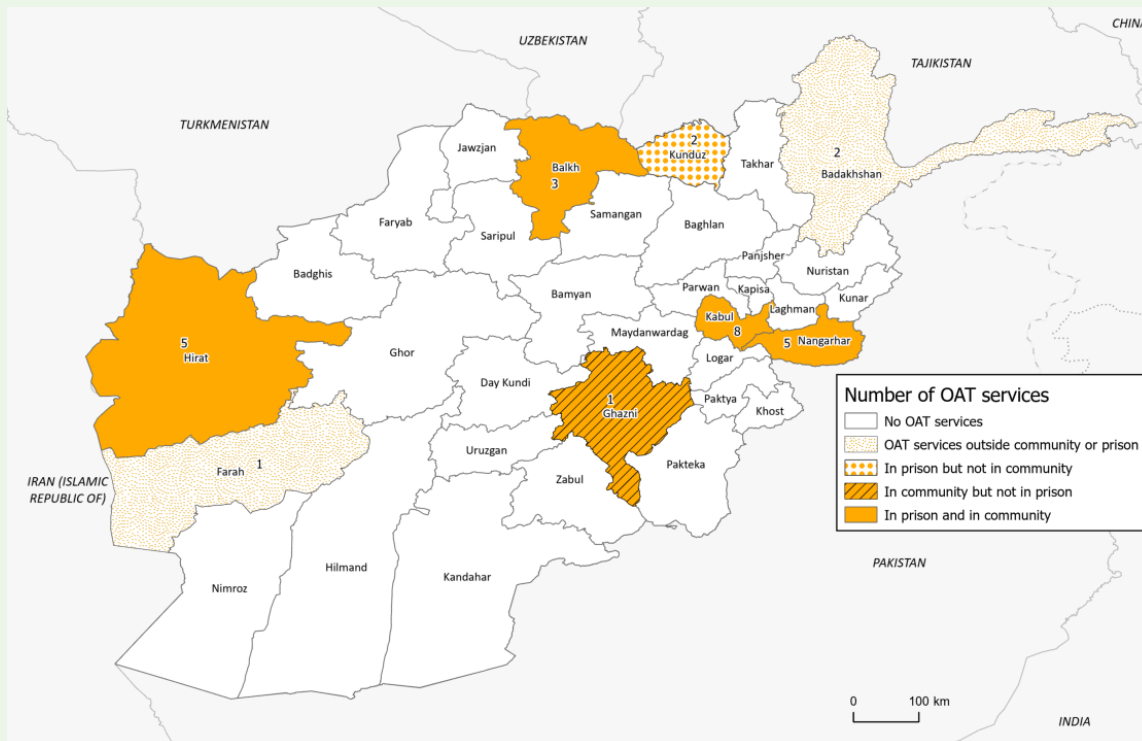 CHINA
UZBEKISTAN
TAJIKISTAN
TURKMENISTAN
Jawzjan
Balkh
3
2
Kunduz
Takhar
2
Badakhshan
Faryab
Saripul
Samangan
Baghlan
Badghis
Panjsher
Nuristan
Bamyan
Parwan
Kapisa
Laghman
Kunar
5
Hirat
Ghor
Maydanwardag
Kabul
8
5
Nangarhar
Logar
Day Kundi
1
Ghazni
Paktya
Khost
Uruzgan
Zabul
Pakteka
1
Farah
IRAN (ISLAMIC
REPUBLIC OF)
Nimroz
Hilmand
Kandahar
PAKISTAN
INDIA
Number of OAT services
No OAT services
OAT services outside community or prison
In prison but not in community
In community but not in prison
In prison and in community
0 100 km